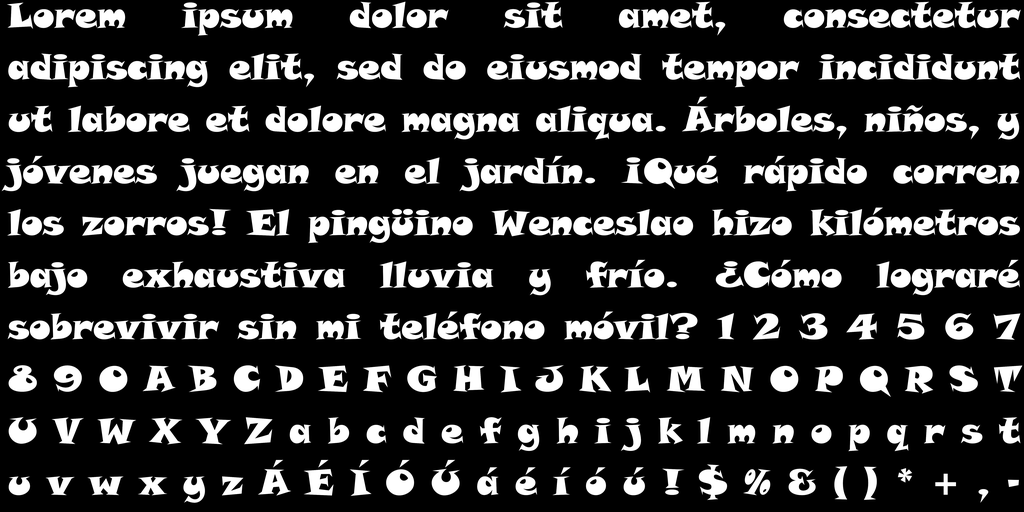 Lorem ipsum dolor sit amet, consectetur
adipiscing elit, sed do eiusmod tempor incididunt
ut labore et dolore magna aliqua. Árboles, niños, y
jóvenes juegan en el jardín. ¡Qué rápido corren
los zorros! El pingüino Wenceslao hizo kilómetros
bajo exhaustiva lluvia y frío. ¿Cómo lograré
sobrevivir sin mi teléfono móvil? 1 2 3 4 5 6 7
8 9 0 A B C D E F G H I J K L M N O P Q R S T
U V W X Y Z a b c d e f g h i j k l m n o p q r s t
u v w x y z Á É Í Ó Ú á é í ó ú ! $ % & ( ) * + , -